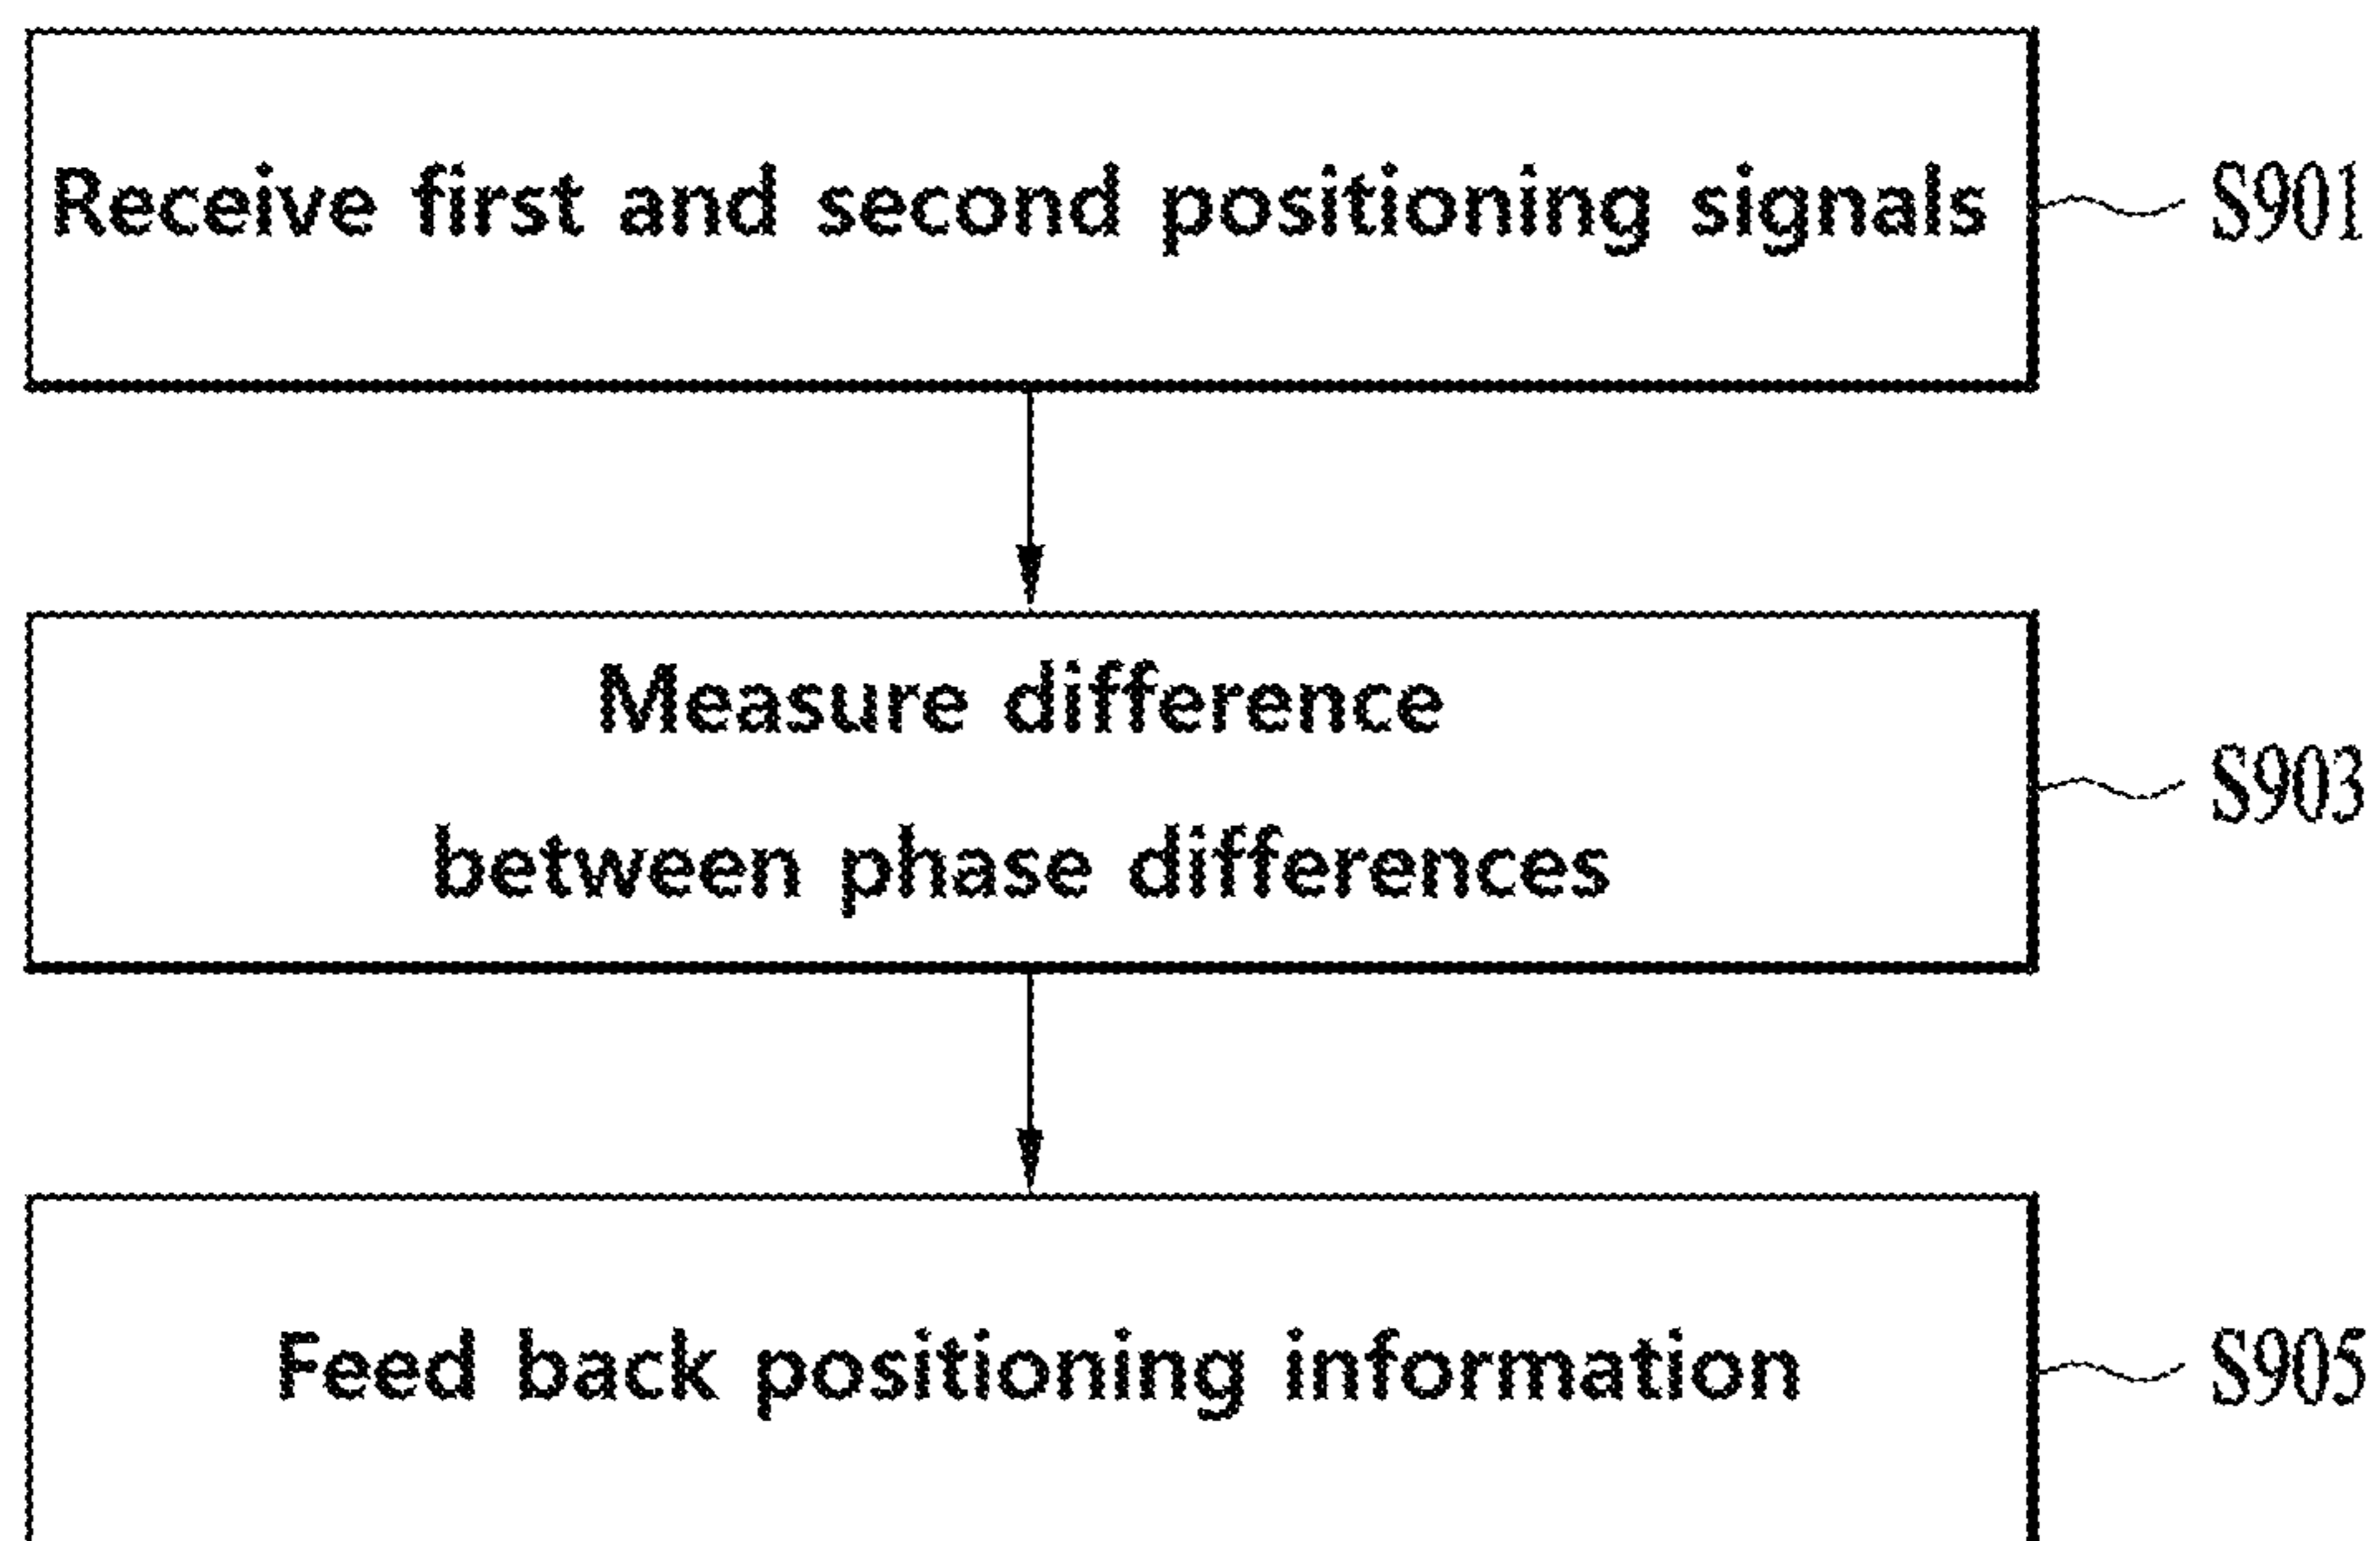 Receive first and second positioning signals
S901
Measure difference
between phase differences
S903
Feed back positioning information
S905